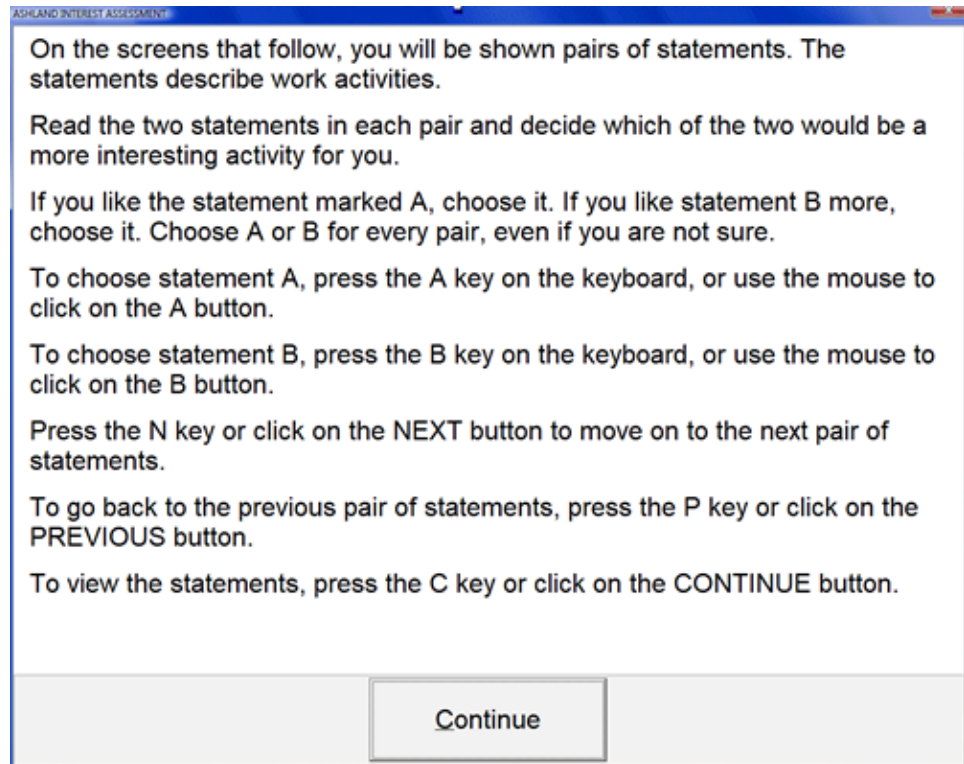 ASHLAND INTEREST ASSESSMENT
On the screens that follow, you will be shown pairs of statements. The
statements describe work activities.
Read the two statements in each pair and decide which of the two would be a
more interesting activity for you.
If you like the statement marked A, choose it. If you like statement B more,
choose it. Choose A or B for every pair, even if you are not sure.
To choose statement A, press the A key on the keyboard, or use the mouse to
click on the A button.
To choose statement B, press the B key on the keyboard, or use the mouse to
click on the B button.
Press the N key or click on the NEXT button to move on to the next pair of
statements.
To go back to the previous pair of statements, press the P key or click on the
PREVIOUS button.
To view the statements, press the C key or click on the CONTINUE button.
Continue